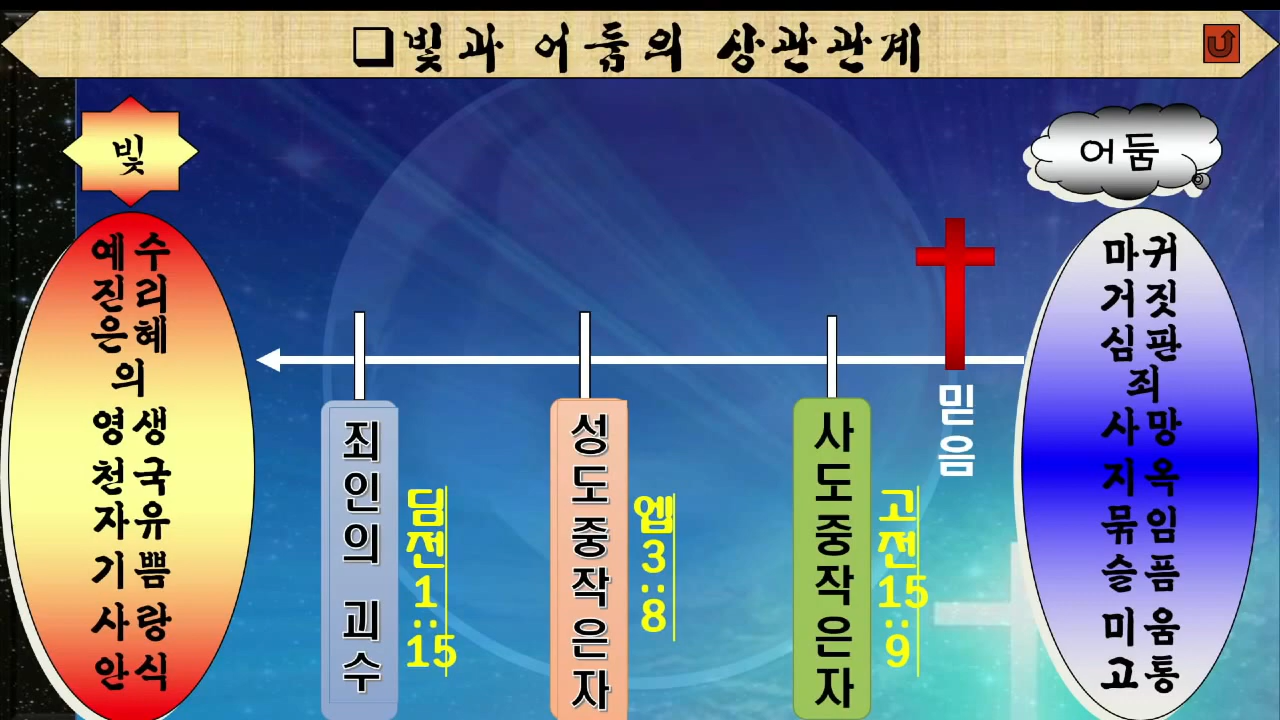 ❑빛과 어둠의 상관관계
빛
예수
진리
은혜
의
영생
천국
자유
기쁨
사랑
안식
죄인의 괴수
딤전1:15
성도중작은자
엡3:8
사도중작은자
고전15:9
믿음
어둠
마귀
거짓
심판
죄
사망
지옥
묶임
슬픔
미움
고통